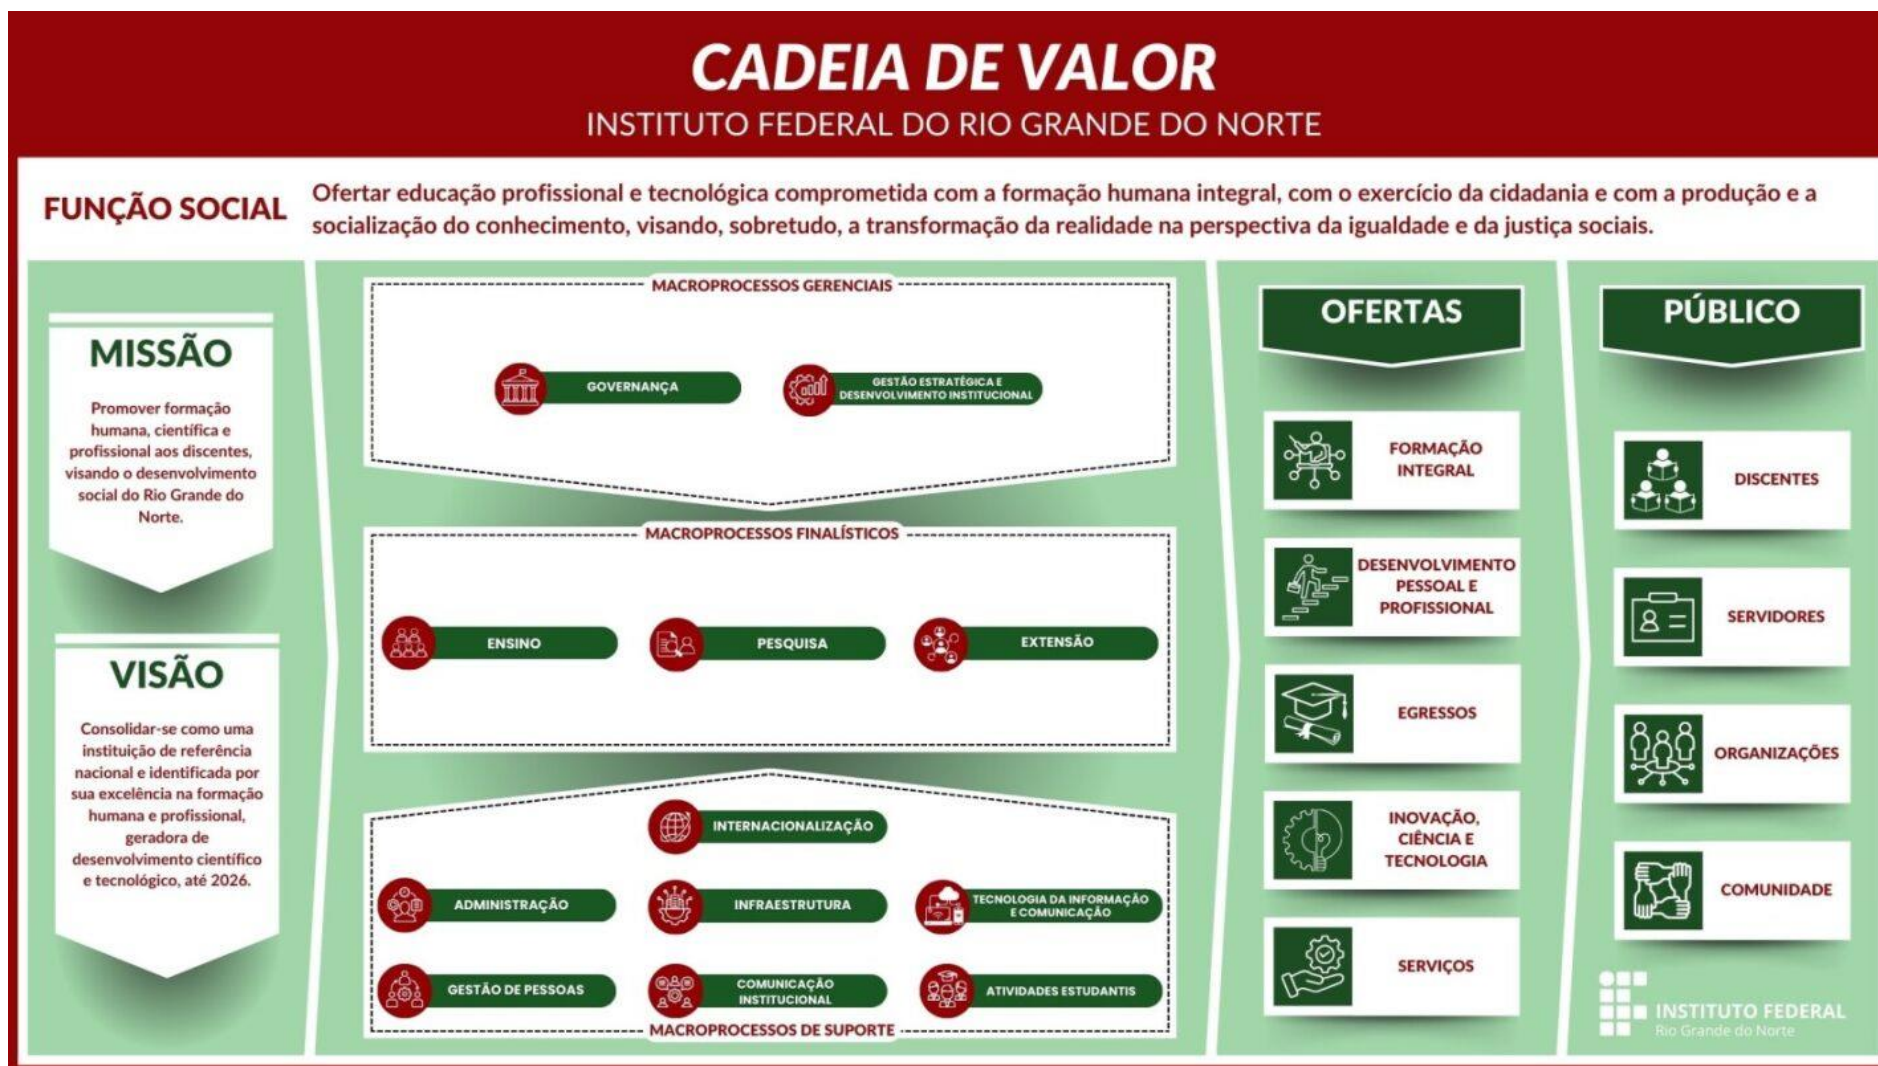 CADEIA DE VALOR
INSTITUTO FEDERAL DO RIO GRANDE DO NORTE
FUNÇÃO SOCIAL
Ofertar educação profissional e tecnológica comprometida com a formação humana integral, com o exercício da cidadania e com a produção e a
socialização do conhecimento, visando, sobretudo, a transformação da realidade na perspectiva da igualdade e da justiça sociais.
MISSÃO
Promover formação
humana, científica e
profissional aos discentes,
visando o desenvolvimento
social do Rio Grande do
Norte.
VISÃO
Consolidar-se como uma
instituição de referência
nacional e identificada por
sua excelência na formação
humana e profissional,
geradora de
desenvolvimento científico
e tecnológico, até 2026.
MACROPROCESSOS GERENCIAIS
GOVERNANÇA
GESTÃO ESTRATÉGICA E
DESENVOLVIMENTO INSTITUCIONAL
MACROPROCESSOS FINALÍSTICOS
ENSINO
PESQUISA
EXTENSÃO
INTERNACIONALIZAÇÃO
ADMINISTRAÇÃO
INFRAESTRUTURA
TECNOLOGIA DA INFORMAÇÃO
E COMUNICAÇÃO
GESTÃO DE PESSOAS
COMUNICAÇÃO
INSTITUCIONAL
ATIVIDADES ESTUDANTIS
MACROPROCESSOS DE SUPORTE
OFERTAS
FORMAÇÃO
INTEGRAL
DESENVOLVIMENTO
PESSOAL E
PROFISSIONAL
EGRESSOS
INOVAÇÃO,
CIÊNCIA E
TECNOLOGIA
SERVIÇOS
PÚBLICO
DISCENTES
SERVIDORES
ORGANIZAÇÕES
COMUNIDADE
INSTITUTO FEDERAL
Rio Grande do Norte